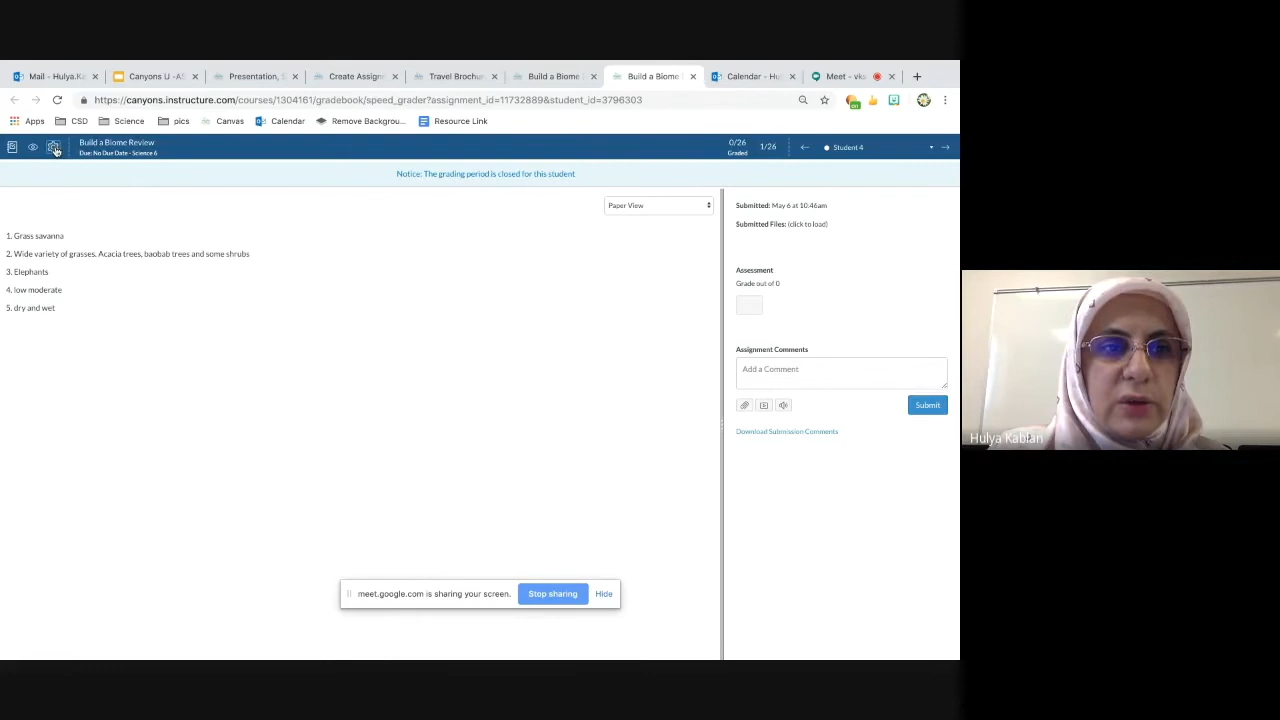 Mail - Hulya.Ka
Canyons U -AS
Presentation, S
Create Assignm
Travel Brochur
Build a Biome
Build a Biome
Calendar - Hu
Meet - vks
https://canyons.instructure.com/courses/1304161/gradebook/speed_grader?assignment_id=11732889&student_id=3796303
Apps
CSD
Science
pics
Canvas
Calendar
Remove Backgrou...
Resource Link
Build a Biome Review
Due: No Due Date - Science 6
0/26
Graded
1/26
Student 4
Notice: The grading period is closed for this student
Paper View
1. Grass savanna
2. Wide variety of grasses. Acacia trees, baobab trees and some shrubs
3. Elephants
4. low moderate
5. dry and wet
Submitted: May 6 at 10:46am
Submitted Files: (click to load)
Assessment
Grade out of 0
Assignment Comments
Add a Comment
Submit
Download Submission Comments
meet.google.com is sharing your screen.
Stop sharing
Hide
Hulya Kablan